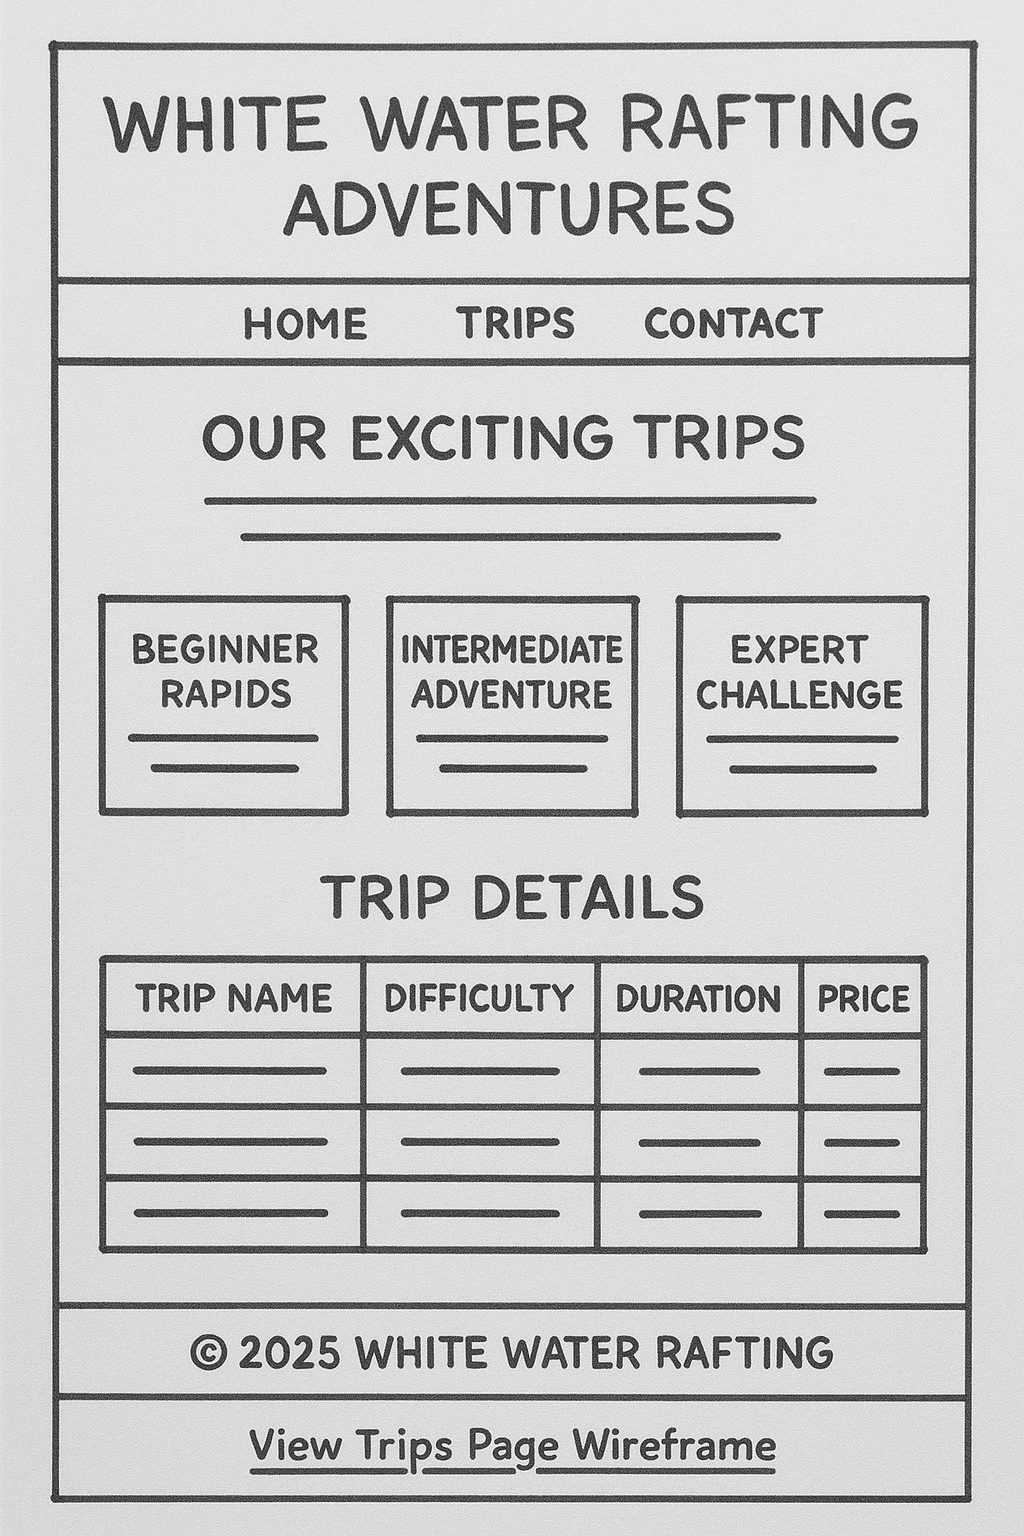 WHITE WATER RAFTING
ADVENTURES
HOME TRIPS CONTACT
OUR EXCITING TRIPS
BEGINNER
RAPIDS
INTERMEDIATE
ADVENTURE
EXPERT
CHALLENGE
TRIP DETAILS
TRIP NAME DIFFICULTY DURATION PRICE
© 2025 WHITE WATER RAFTING
View Trips Page Wireframe